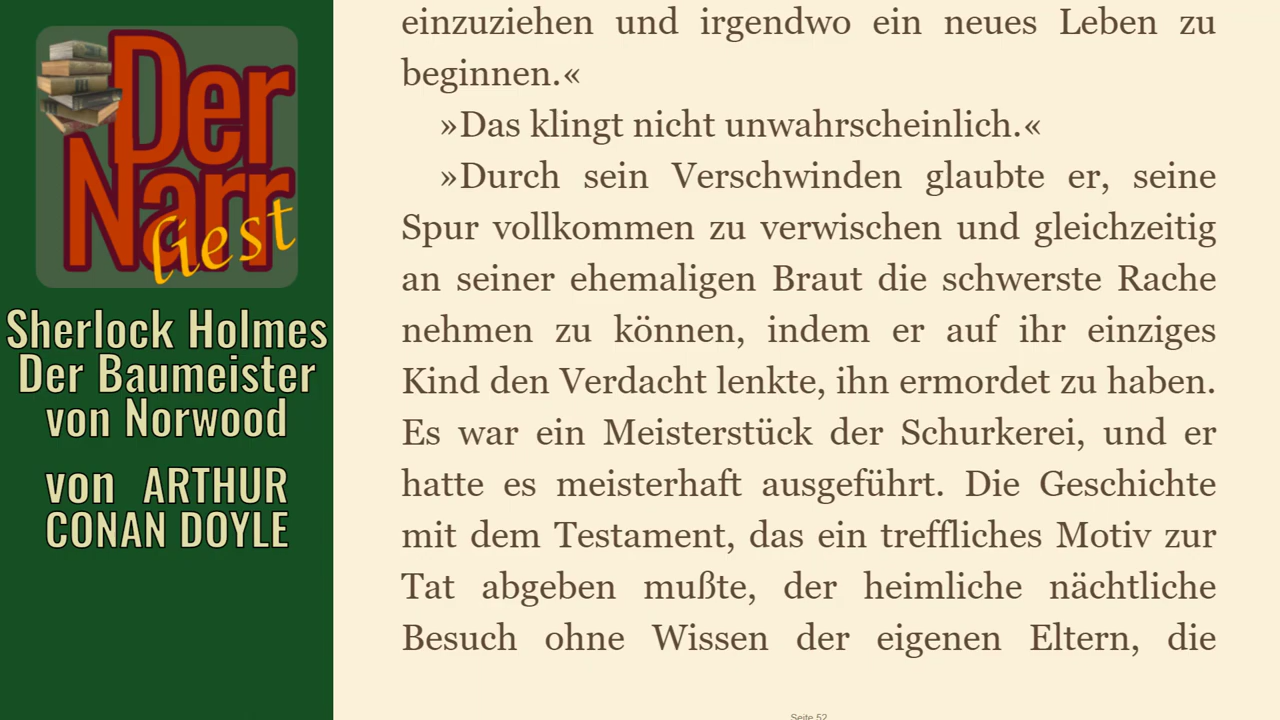 Der
Narr
liest
Sherlock Holmes
Der Baumeister
von Norwood
von ARTHUR
CONAN DOYLE
einzuziehen und irgendwo ein neues Leben zu
beginnen.«
»Das klingt nicht unwahrscheinlich.«
»Durch sein Verschwinden glaubte er, seine
Spur vollkommen zu verwischen und gleichzeitig
an seiner ehemaligen Braut die schwerste Rache
nehmen zu können, indem er auf ihr einziges
Kind den Verdacht lenkte, ihn ermordet zu haben.
Es war ein Meisterstück der Schurkerei, und er
hatte es meisterhaft ausgeführt. Die Geschichte
mit dem Testament, das ein treffliches Motiv zur
Tat abgeben mußte, der heimliche nächtliche
Besuch ohne Wissen der eigenen Eltern, die
Seite 52